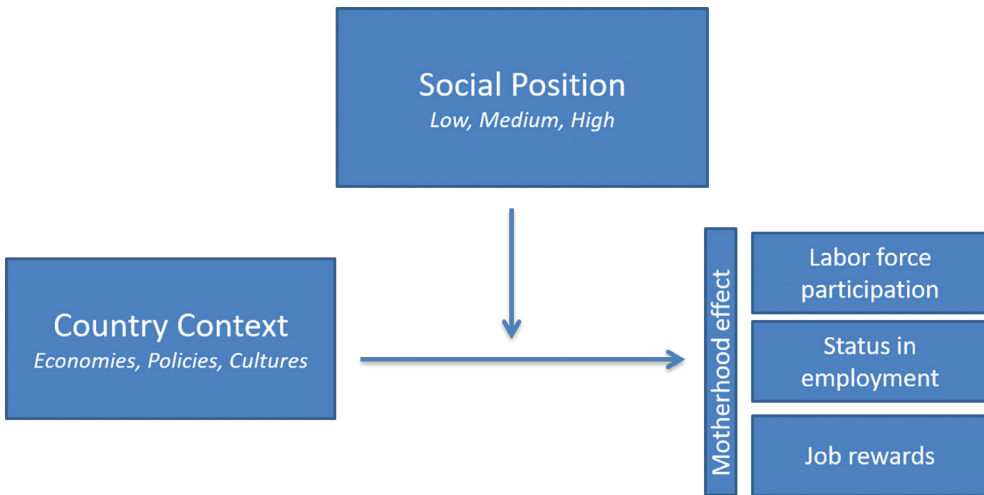 Social Position
Low, Medium, High
Country Context
Economies, Policies, Cultures
Motherhood effect
Labor force
participation
Status in
employment
Job rewards